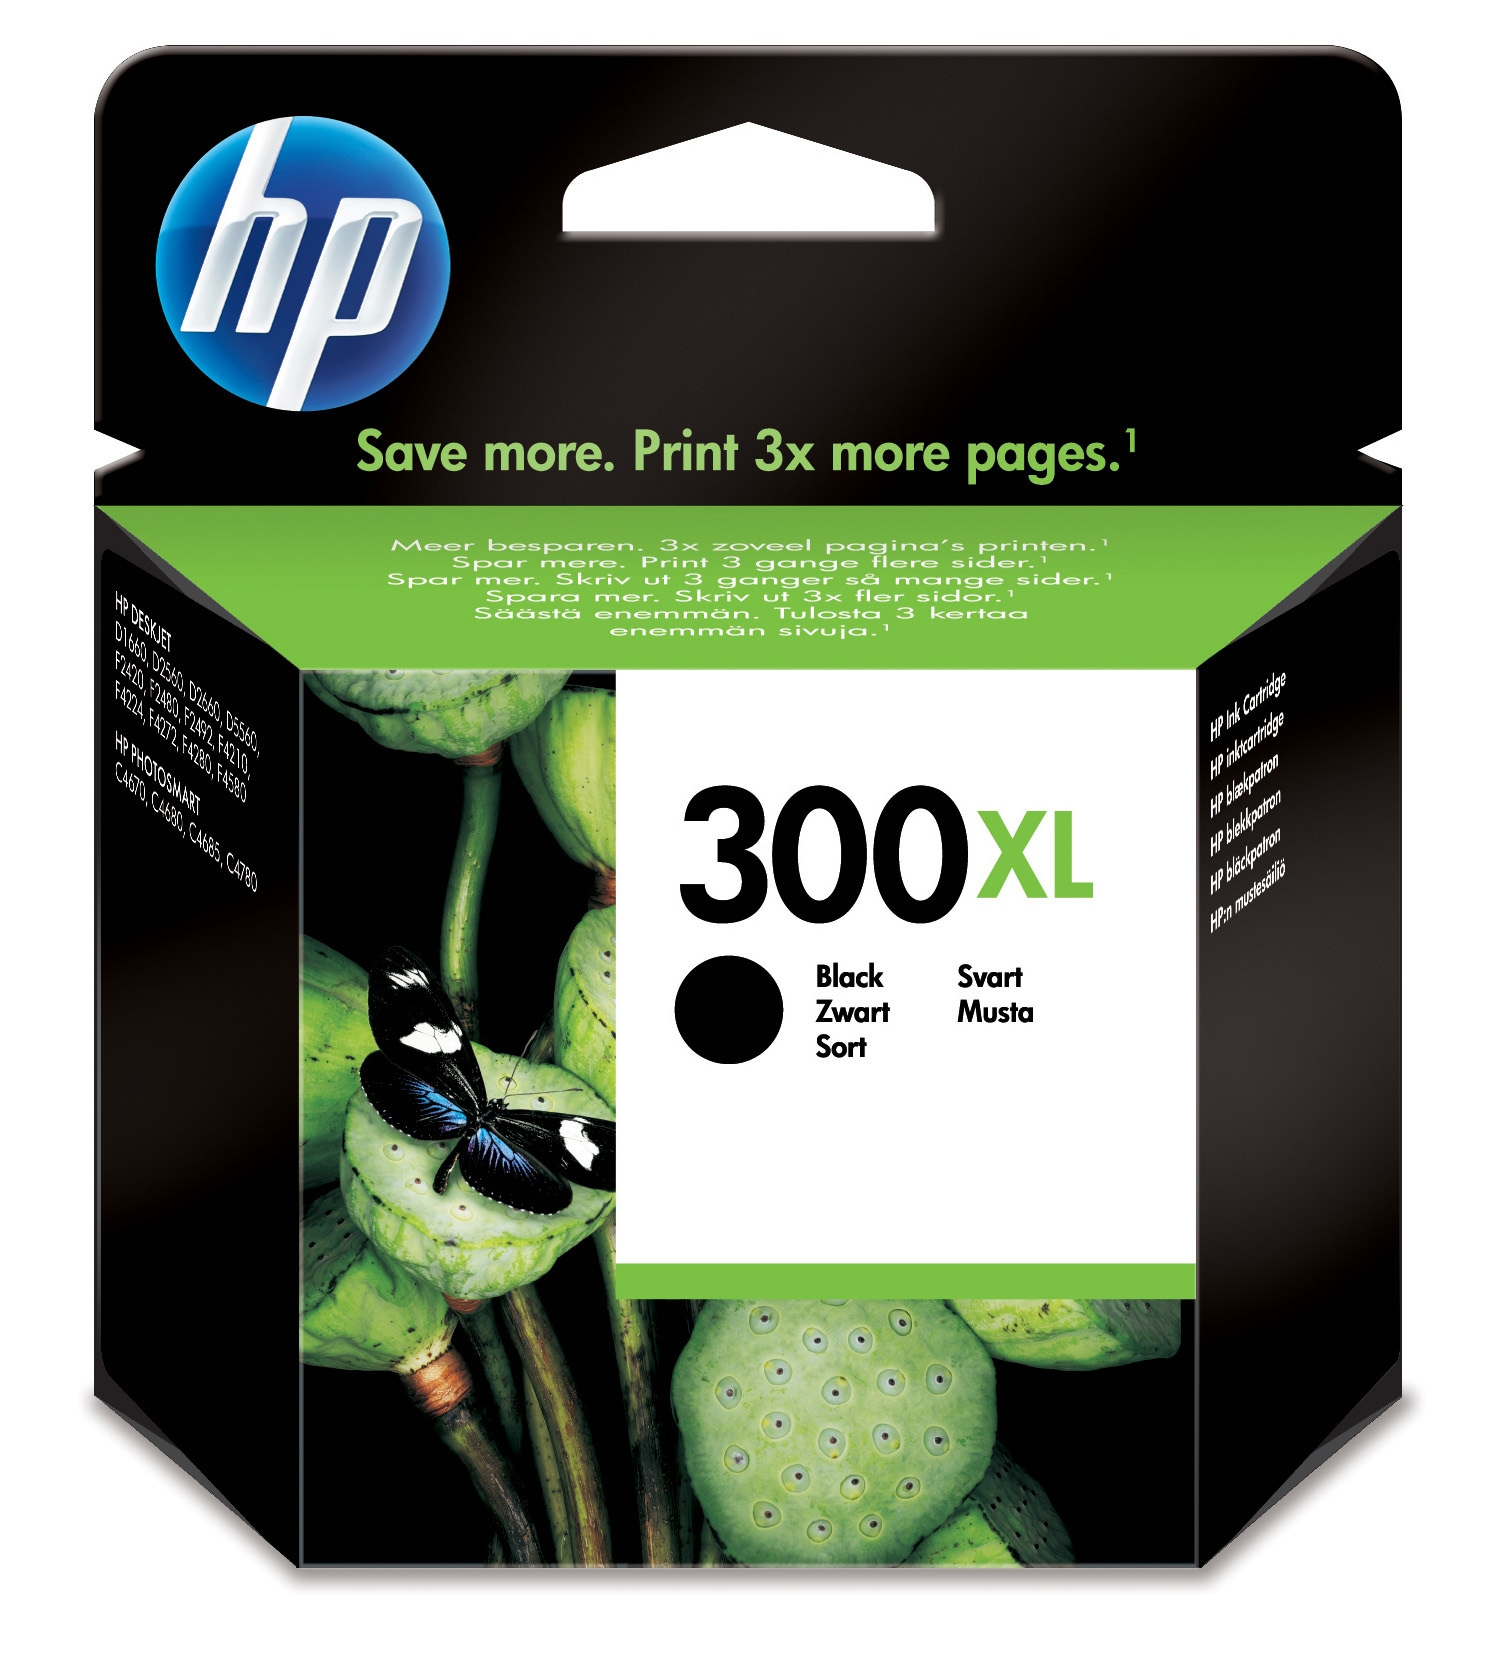 hp
Save more. Print 3x more pages.¹
Meer besparen. 3x zoveel pagina's printen.¹
Spar mere. Print 3 gange flere sider.¹
Spar mer. Skriv ut 3 ganger så mange sider.¹
Spara mer. Skriv ut 3x fler sidor.¹
Säästä enemmän. Tulosta 3 kertaa
enemmän sivuja.¹
HP DESKJET
D1660, D2560, D2660, D5560,
F2420, F2480, F2492, F4210,
F4224, F4272, F4280, F4580
HP PHOTOSMART
C4670, C4680, C4685, C4780
300XL
Black
Zwart
Sort
Svart
Musta
HP Ink Cartridge
HP inktcartridge
HP blækpatron
HP blekkpatron
HP bläckpatron
HP:n mustesäiliö